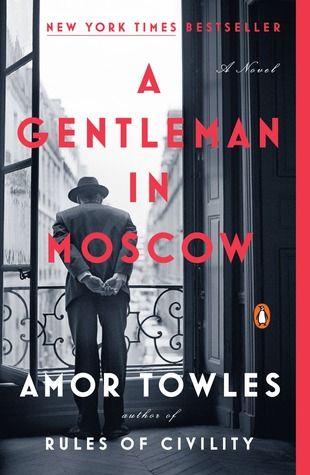 NEW YORK TIMES BESTSELLER
A Novel
A
GENTLEMAN
IN
MOSCOW
AMOR TOWLES
author of
RULES OF CIVILITY